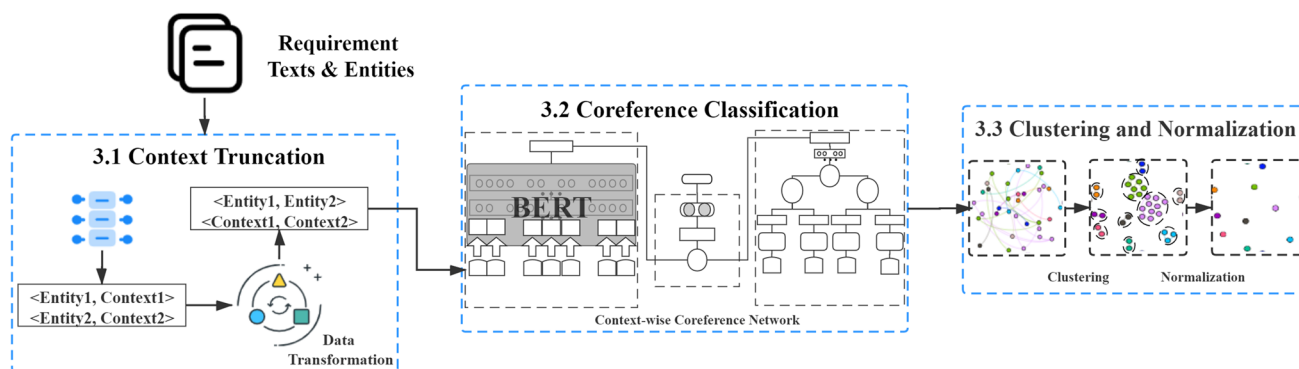 Requirement
Texts & Entities
3.1 Context Truncation
<Entity1, Entity2>
<Context1, Context2>
<Entity1, Context1>
<Entity2, Context2>
Data
Transformation
3.2 Coreference Classification
BERT
Context-wise Coreference Network
3.3 Clustering and Normalization
Clustering
Normalization